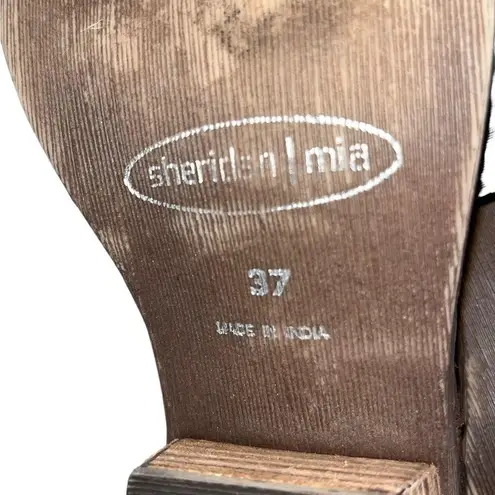 sheridan | mia
37
MADE IN INDIA